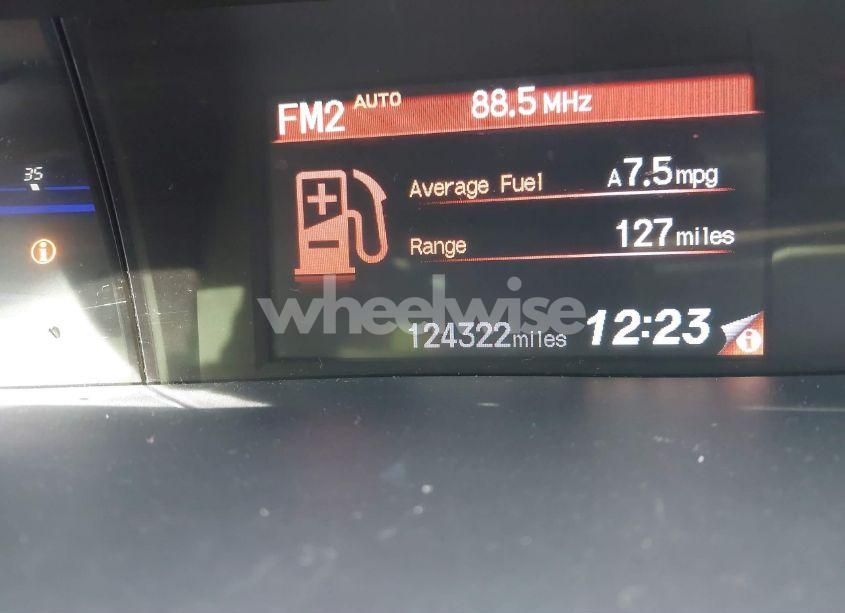 FM2 AUTO 88.5 MHz
35
Average Fuel A 7.5 mpg
Range 127 miles
wheelwise
124322 miles 12:23